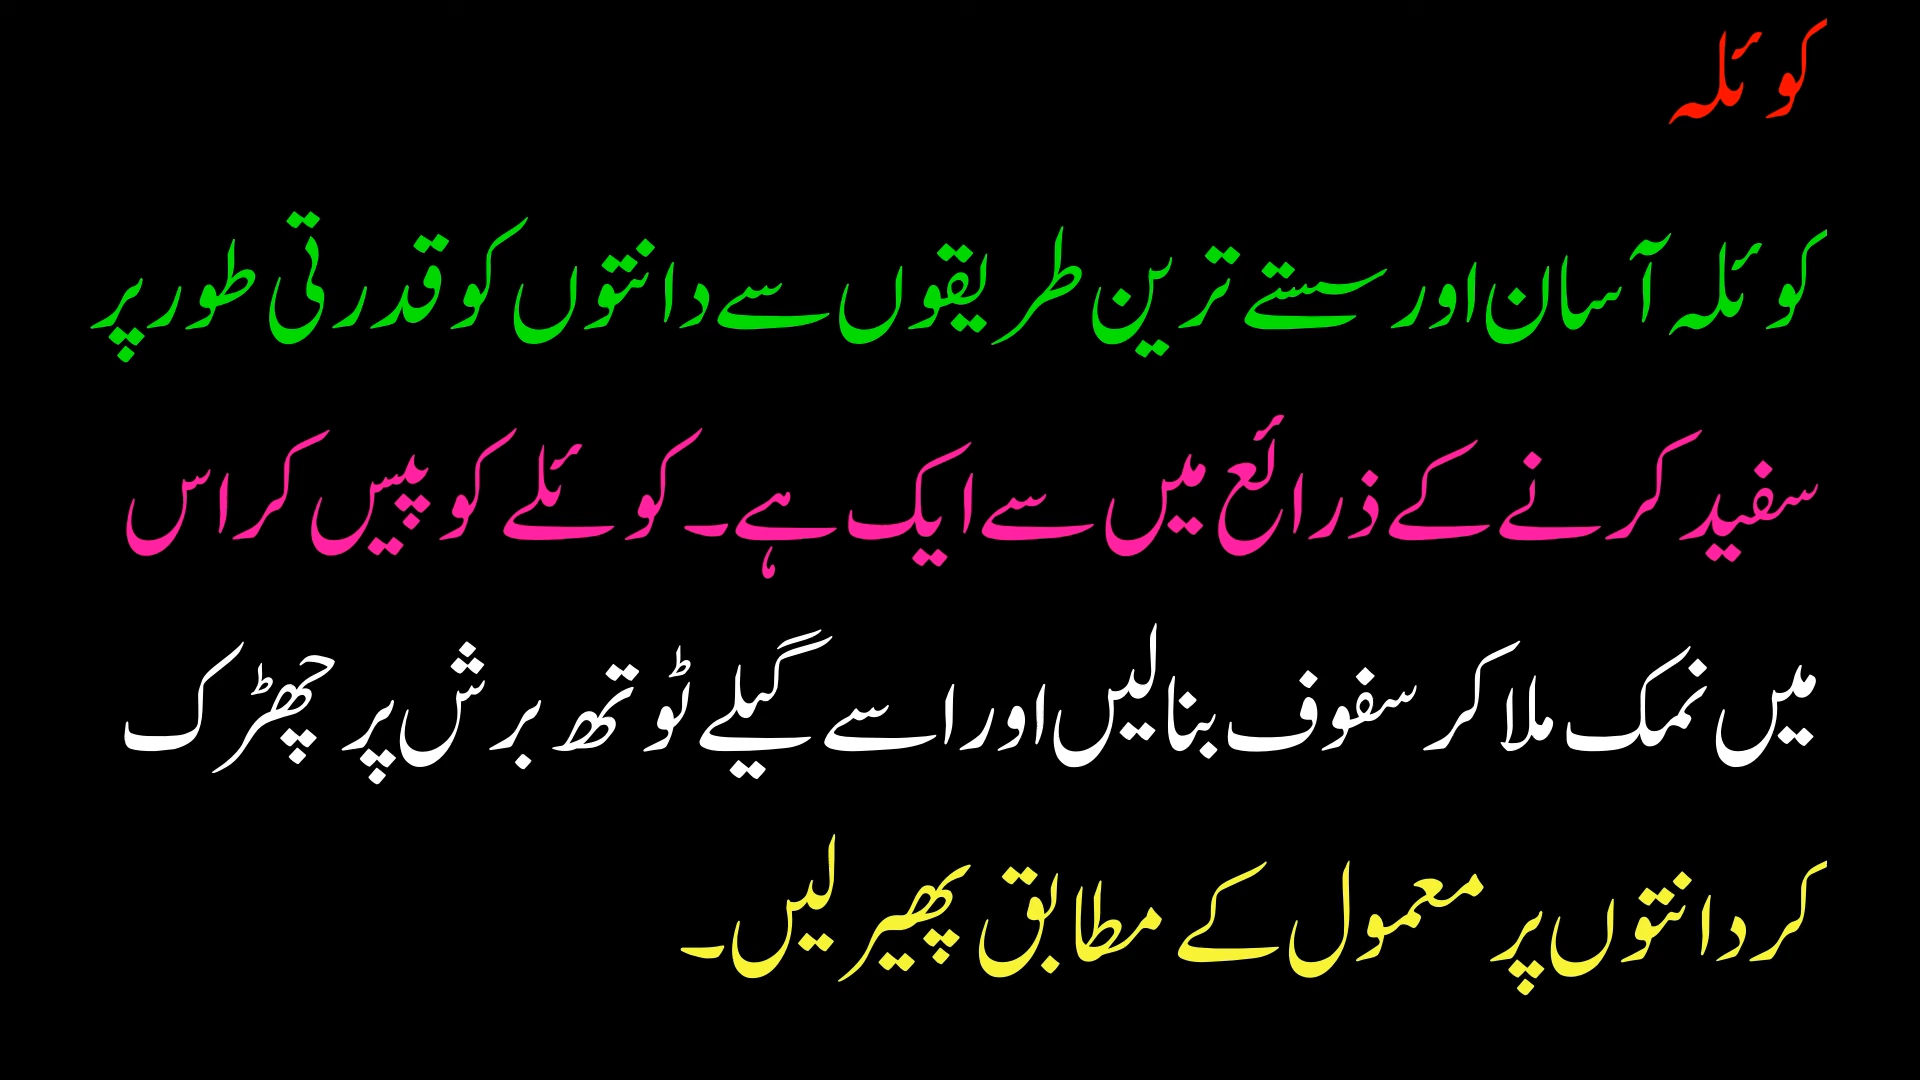 کوئلہ
کوئلہ آسان اور سستے ترین طریقوں سے دانتوں کو قدرتی طور پر
سفید کرنے کے ذرائع میں سے ایک ہے۔ کوئلے کو پیس کر اس
میں نمک ملا کر سفوف بنالیں اور اسے گیلے ٹوتھ برش پر چھڑک
کر دانتوں پر معمول کے مطابق پھیر لیں۔